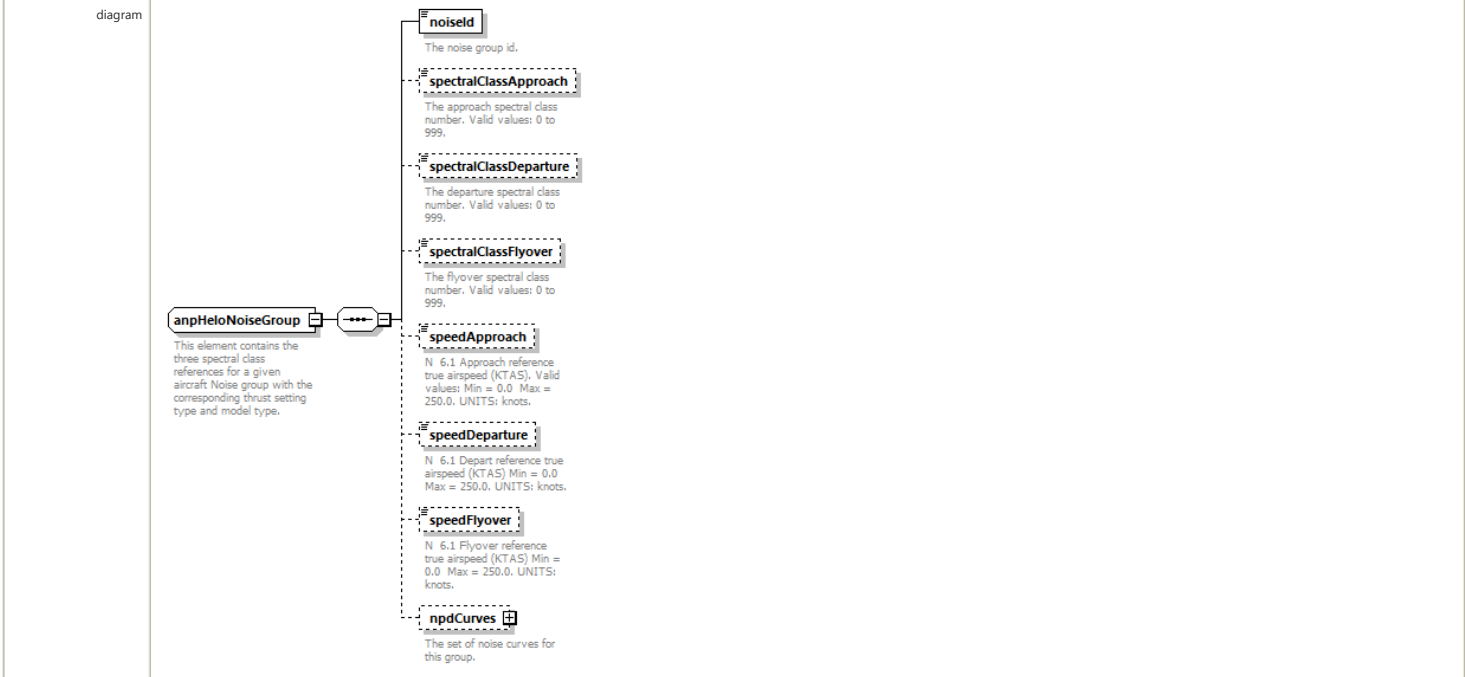 diagram
noiseId
The noise group id.
spectralClassApproach
The approach spectral class
number. Valid values: 0 to
999.
spectralClassDeparture
The departure spectral class
number. Valid values: 0 to
999.
spectralClassFlyover
The flyover spectral class
number. Valid values: 0 to
999.
anpHeloNoiseGroup
This element contains the
three spectral class
references for a given
aircraft Noise group with the
corresponding thrust setting
type and model type.
speedApproach
N  6.1 Approach reference
true airspeed (KTAS). Valid
values: Min = 0.0  Max =
250.0. UNITS: knots.
speedDeparture
N  6.1 Depart reference true
airspeed (KTAS) Min = 0.0
Max = 250.0. UNITS: knots.
speedFlyover
N  6.1 Flyover reference
true airspeed (KTAS) Min =
0.0  Max = 250.0. UNITS:
knots.
npdCurves
The set of noise curves for
this group.